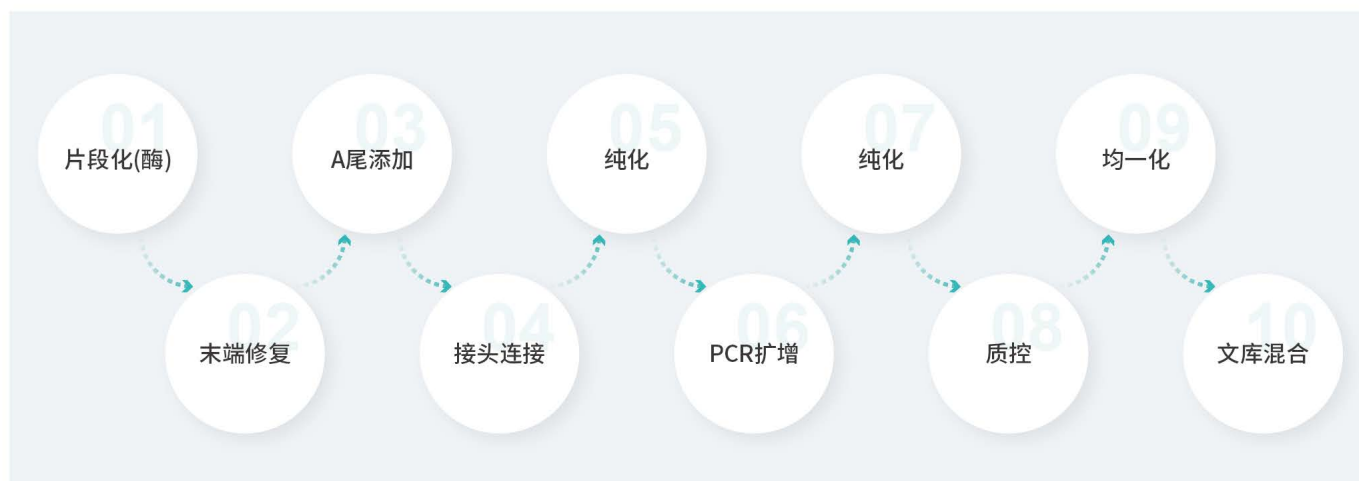 01
片段化(酶)
02
末端修复
03
A尾添加
04
接头连接
05
纯化
06
PCR扩增
07
纯化
08
质控
09
均一化
10
文库混合